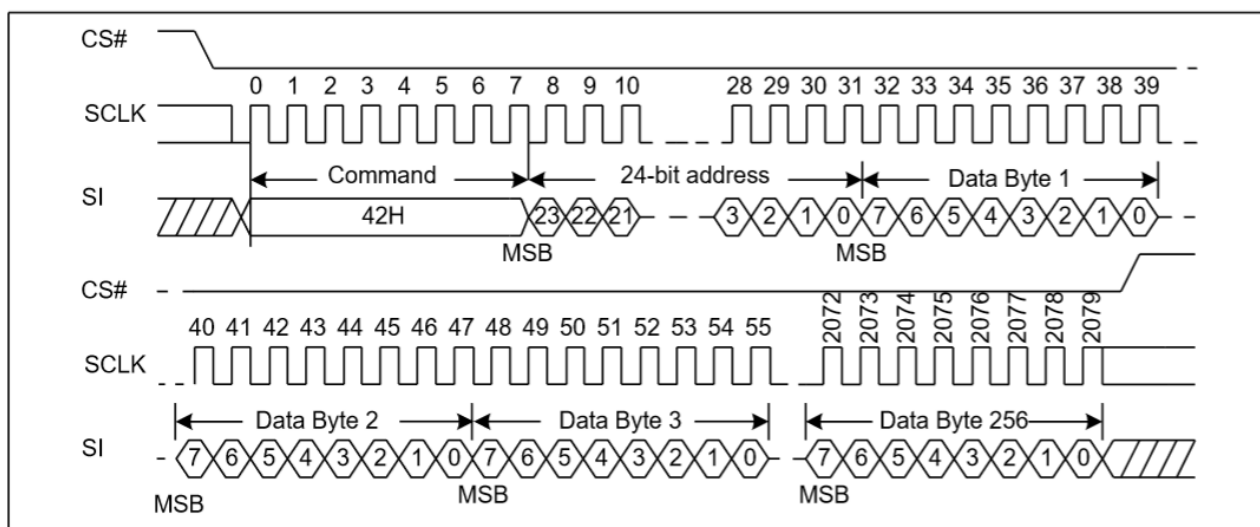 CS#
0 1 2 3 4 5 6 7 8 9 10 28 29 30 31 32 33 34 35 36 37 38 39
SCLK
Command 24-bit address Data Byte 1
SI
42H 23 22 21 3 2 1 0 7 6 5 4 3 2 1 0
MSB MSB
CS#
40 41 42 43 44 45 46 47 48 49 50 51 52 53 54 55 2072 2073 2074 2075 2076 2077 2078 2079
SCLK
Data Byte 2 Data Byte 3 Data Byte 256
SI
7 6 5 4 3 2 1 0 7 6 5 4 3 2 1 0 7 6 5 4 3 2 1 0
MSB MSB MSB